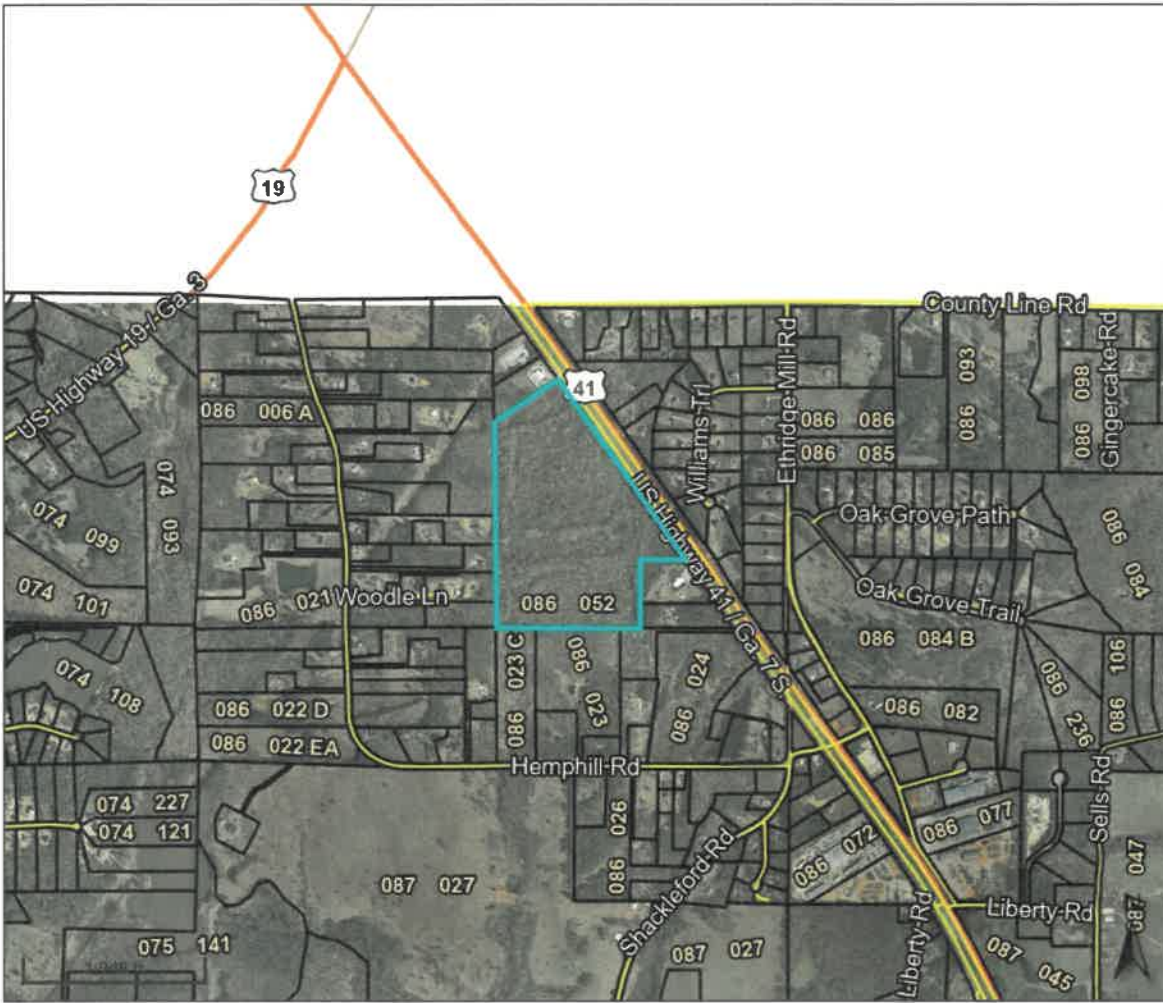 19
US Highway 19 / Ga. 3
County Line Rd
41
Williams Trl
Ethridge Mill Rd
086 093
086 098
Gingercake Rd
086 006 A
086 086
086 085
074 093
074 099
US Highway 41 / Ga. 7 S
Oak Grove Path
086 084
074 101
086 021
Woodle Ln
086 052
Oak Grove Trail
086 084 B
074 108
086 023 C
086 023
086 024
086 106
086 236
086 022 D
086 082
086 022 EA
Hemphill Rd
Sells Rd
074 227
074 121
086 026
086 072
086 077
Shackleford Rd
087 027
087 047
Liberty Rd
Liberty Rd
075 141
087 027
087 045